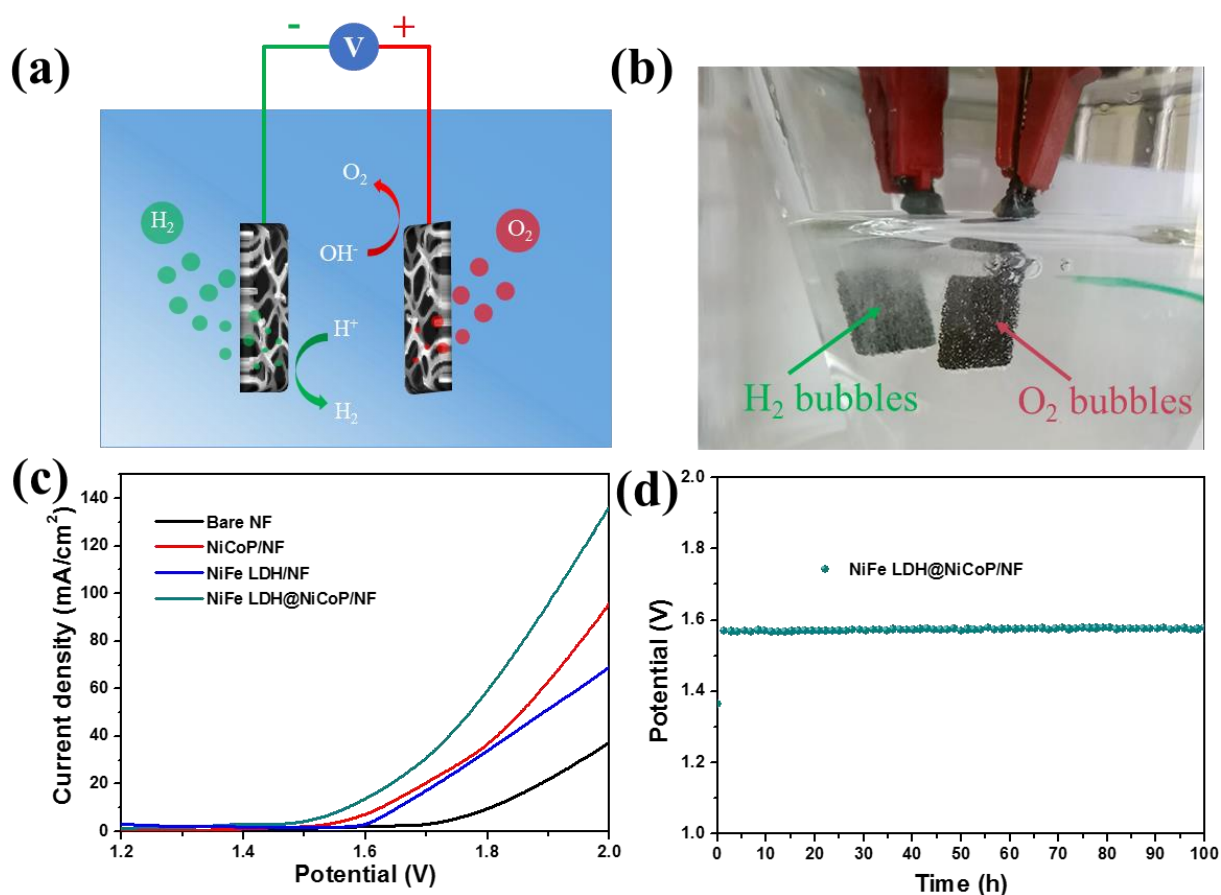 (a)
-
V
+
H2
O2
OH-
O2
H+
H2
(b)
H2 bubbles
O2 bubbles
(c)
Current density (mA/cm2)
140
120
100
80
60
40
20
0
Bare NF
NiCoP/NF
NiFe LDH/NF
NiFe LDH@NiCoP/NF
1.2
1.4
1.6
1.8
2.0
Potential (V)
(d)
Potential (V)
2.0
1.8
1.6
1.4
1.2
1.0
NiFe LDH@NiCoP/NF
0
10
20
30
40
50
60
70
80
90
100
Time (h)